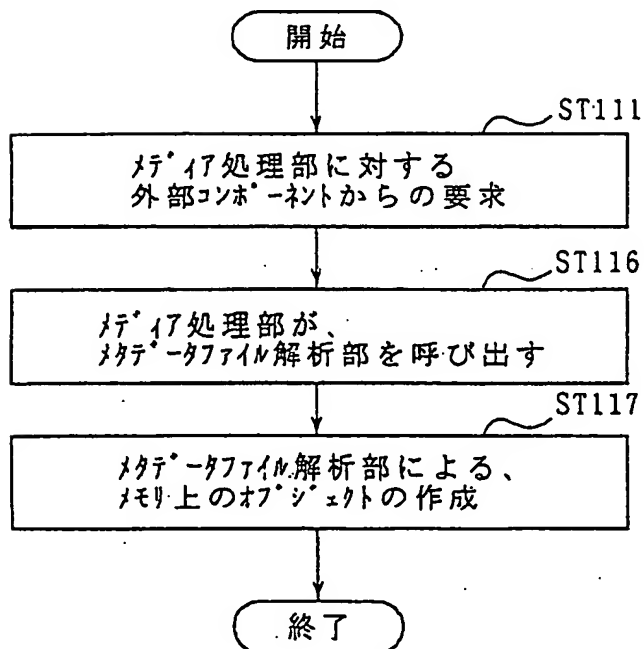 開始
ST111
メディア処理部に対する
外部コンポーネントからの要求
ST116
メディア処理部が、
メタデータファイル解析部を呼び出す
ST117
メタデータファイル解析部による、
メモリ上のオブジェクトの作成
終了